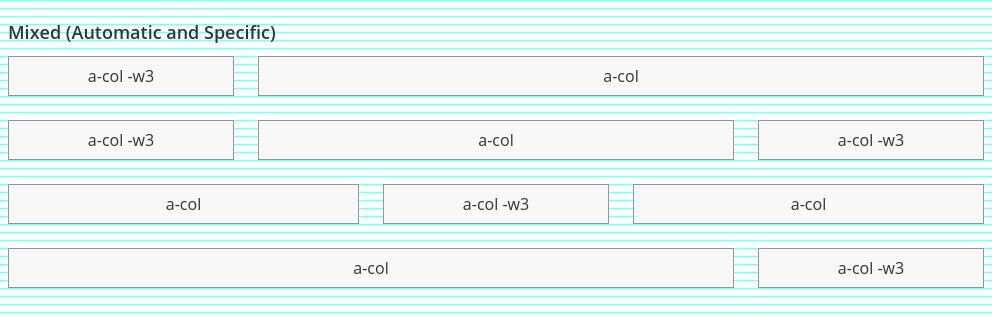 Mixed (Automatic and Specific)
a-col -w3 a-col
a-col -w3 a-col a-col -w3
a-col a-col -w3 a-col
a-col a-col -w3